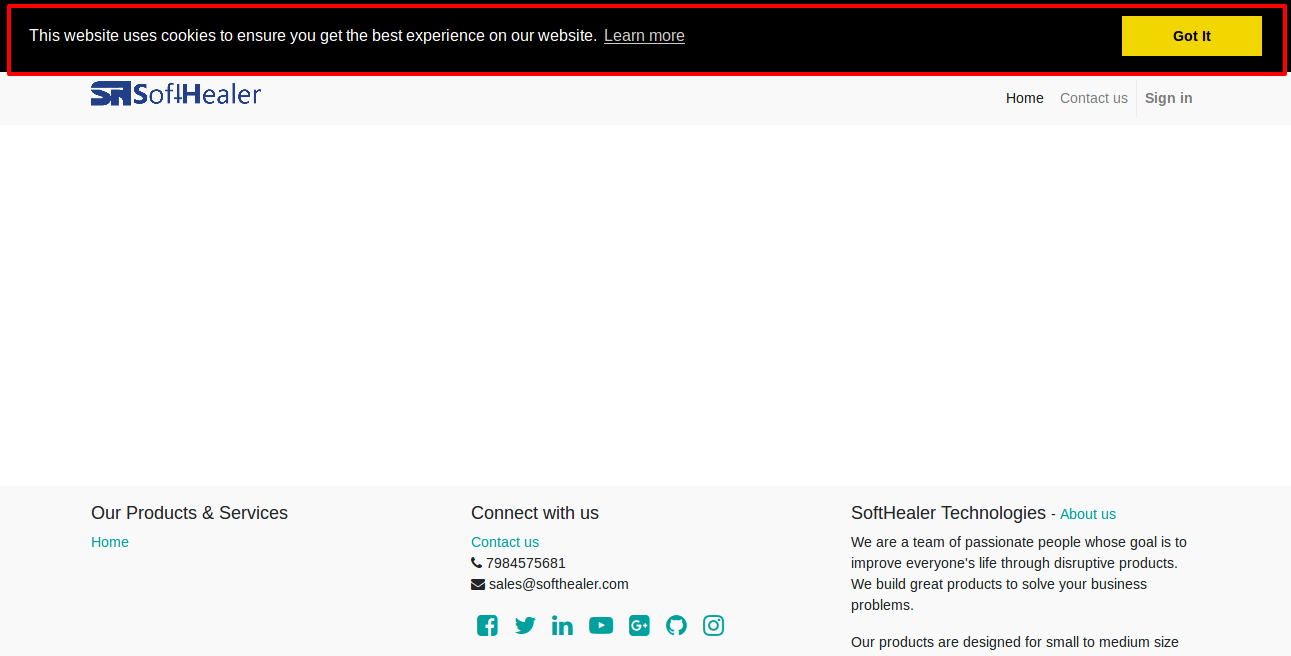 This website uses cookies to ensure you get the best experience on our website. Learn more
Got It
SoftHealer
Home Contact us Sign in
Our Products & Services
Home
Connect with us
Contact us
7984575681
sales@softhealer.com
SoftHealer Technologies - About us
We are a team of passionate people whose goal is to
improve everyone's life through disruptive products.
We build great products to solve your business
problems.
Our products are designed for small to medium size